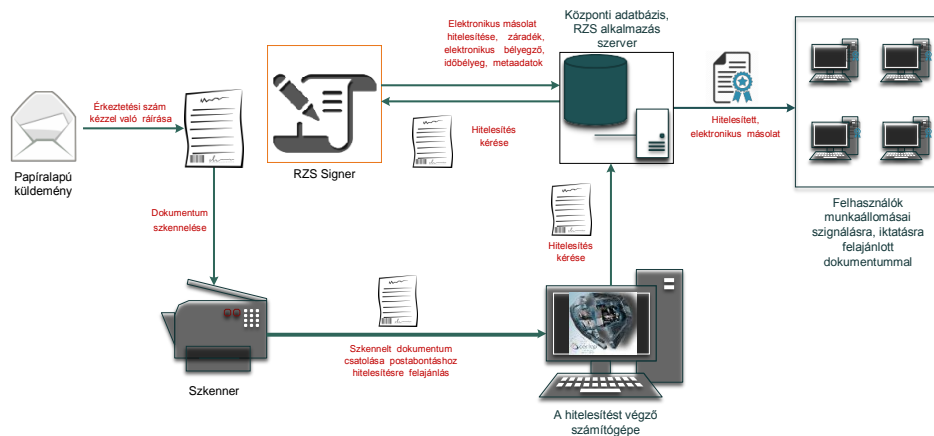 Elektronikus másolat
hitelesítése, záradék,
elektronikus bélyegző,
időbélyeg, metaadatok
Központi adatbázis,
RZS alkalmazás
szerver
Érkeztetési szám
kézzel való ráírása
Papíralapú
küldemény
RZS Signer
Hitelesítés
kérése
Hitelesített,
elektronikus másolat
Felhasználók
munkaállomásai
szignálásra, iktatásra
felajánlott
dokumentummal
Dokumentum
szkennelése
Hitelesítés
kérése
Szkennelt dokumentum
csatolása postabontáshoz
hitelesítésre felajánlás
Szkenner
A hitelesítést végző
számítógépe